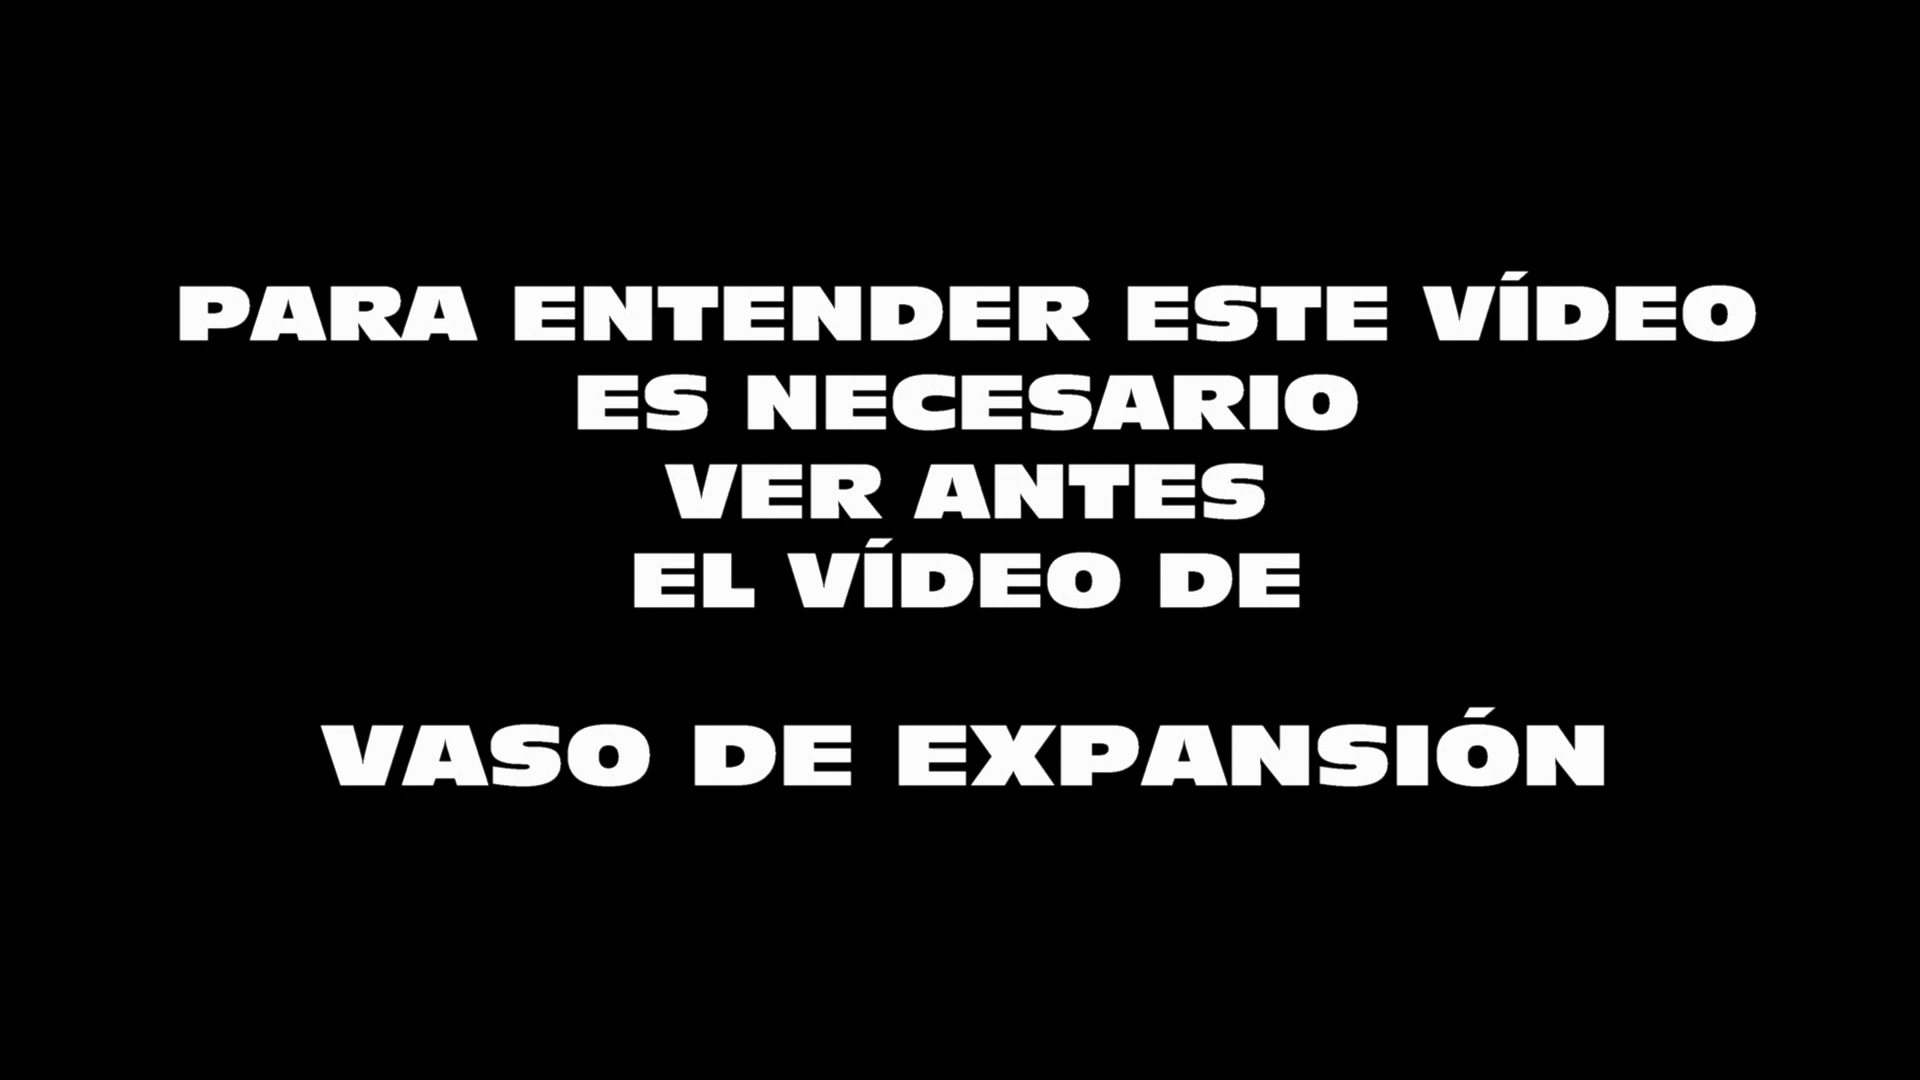 PARA ENTENDER ESTE VÍDEO
ES NECESARIO
VER ANTES
EL VÍDEO DE
VASO DE EXPANSIÓN